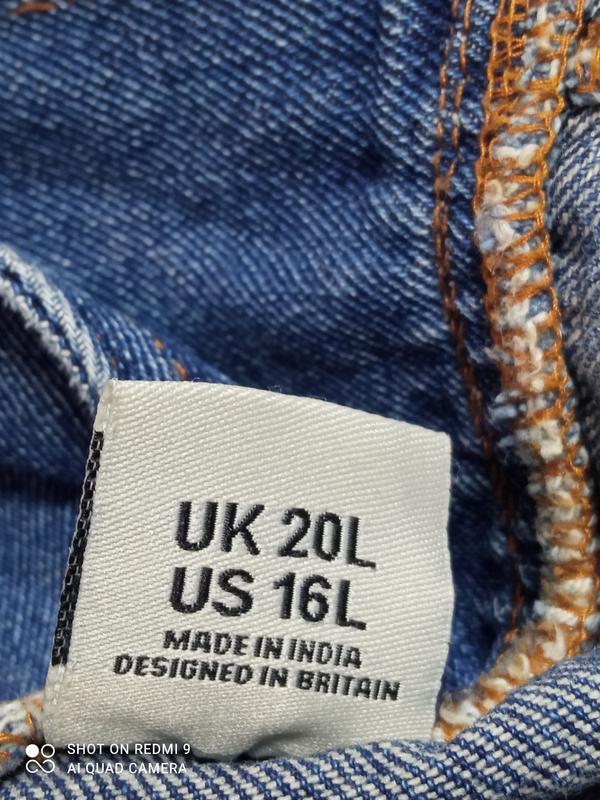 UK 20L
US 16L
MADE IN INDIA
DESIGNED IN BRITAIN
SHOT ON REDMI 9
AI QUAD CAMERA